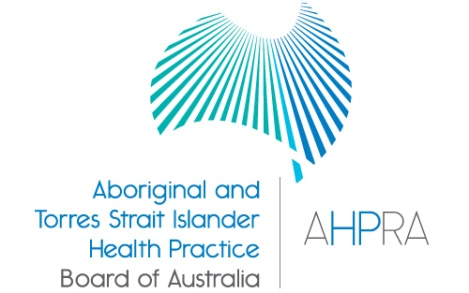 Aboriginal and
Torres Strait Islander
Health Practice
Board of Australia
AHPRA